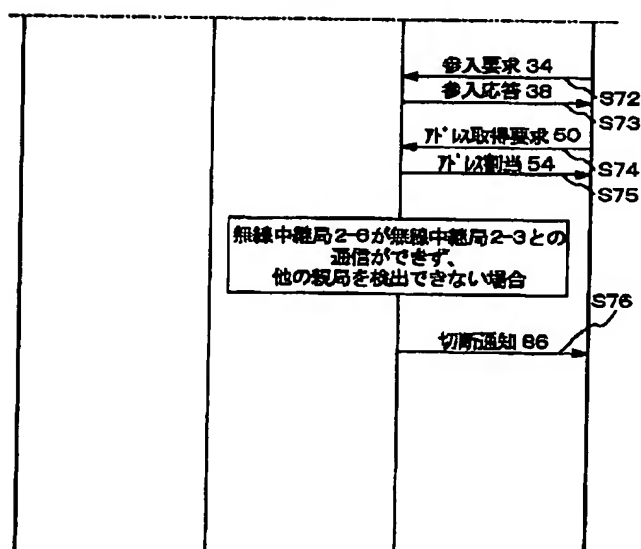 参入要求 34
S72
参入応答 38
S73
アドレス取得要求 50
S74
アドレス割当 54
S75
無線中継局2-6が無線中継局2-3との
通信ができず、
他の親局を検出できない場合
S76
切断通知 86